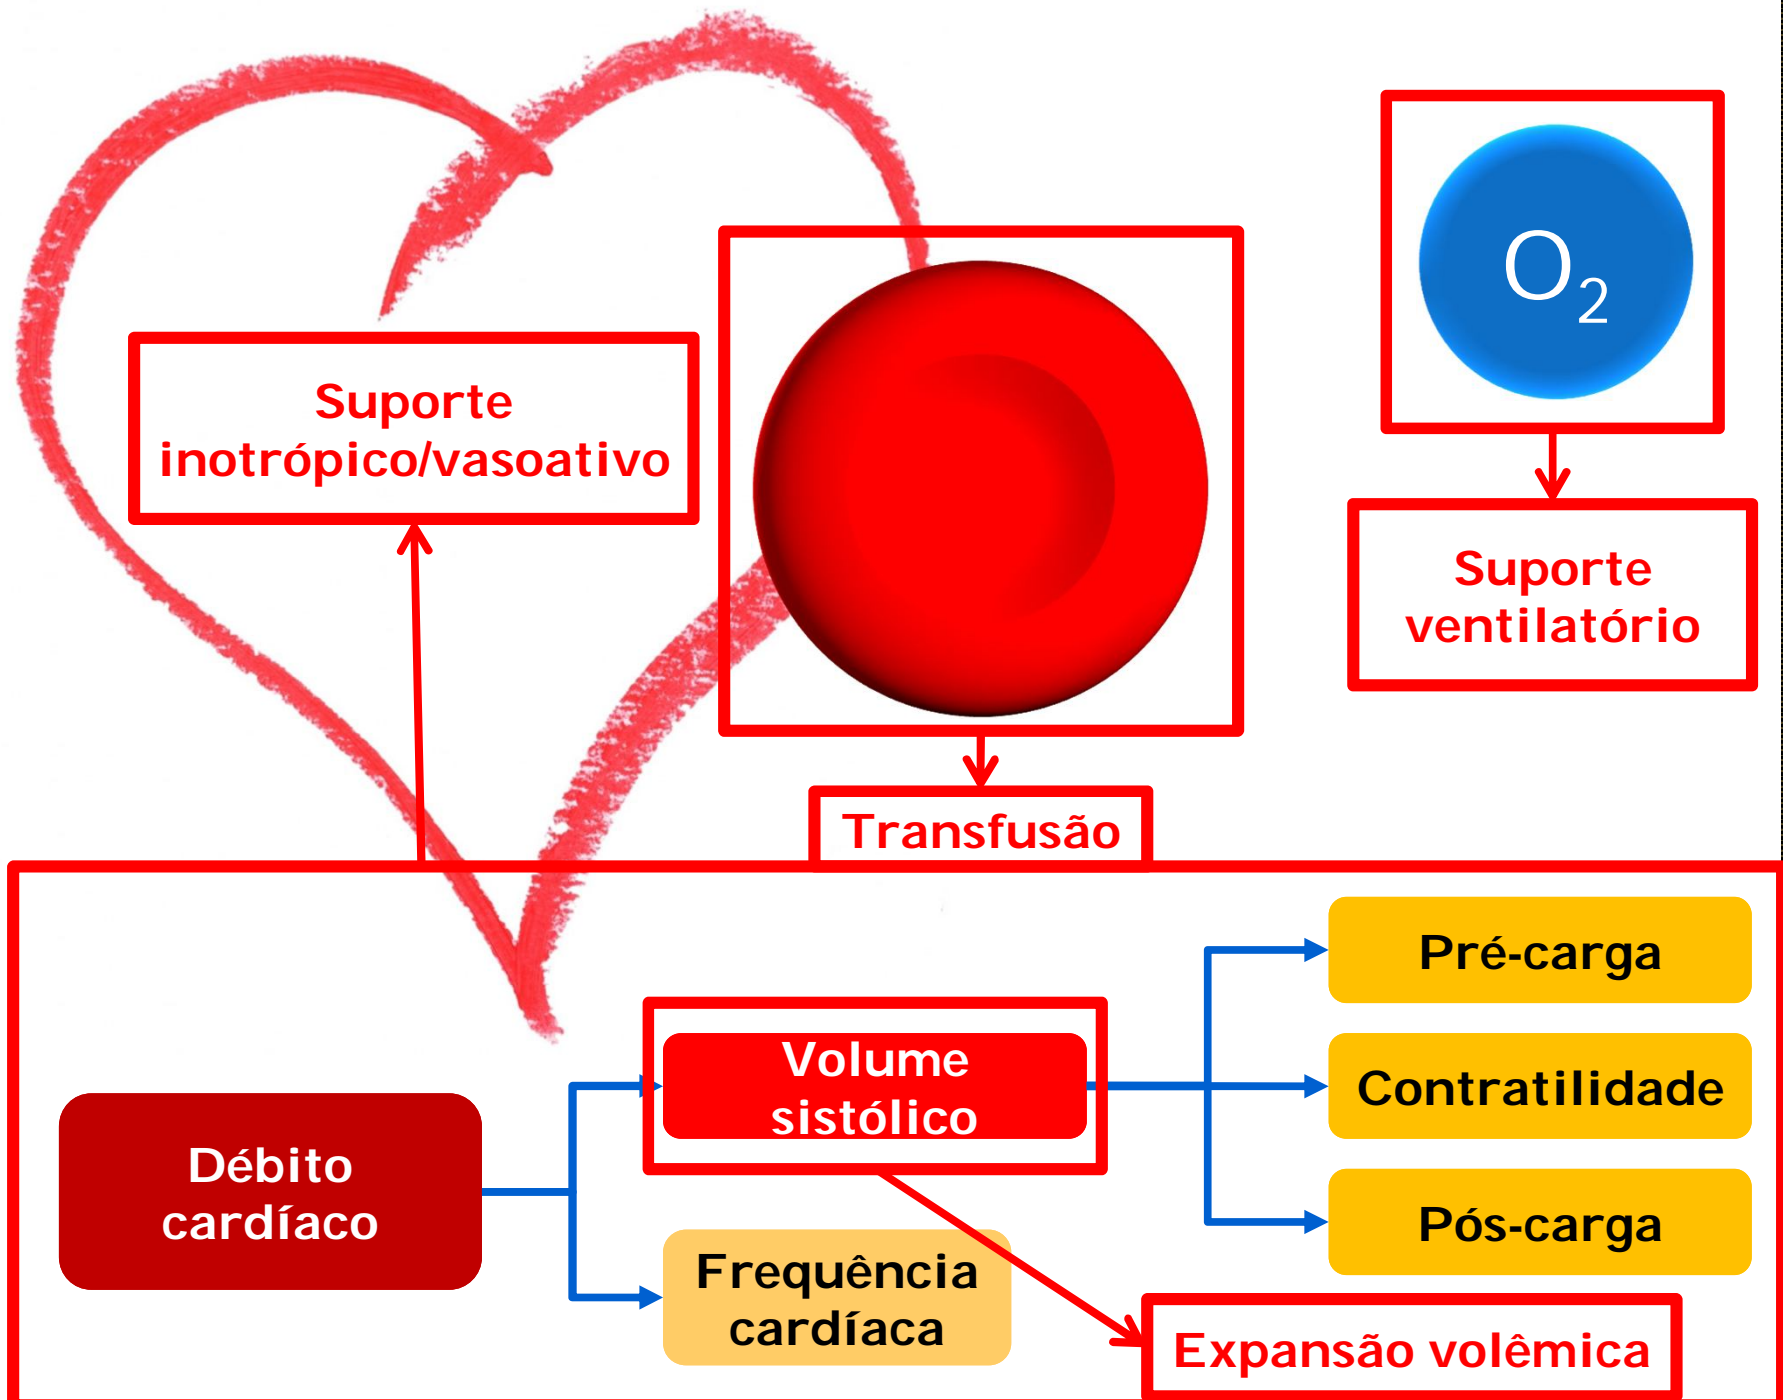 O₂
Suporte
inotrópico/vasoativo
Suporte
ventilatório
Transfusão
Pré-carga
Volume
sistólico
Contratilidade
Débito
cardíaco
Pós-carga
Frequência
cardíaca
Expansão volêmica